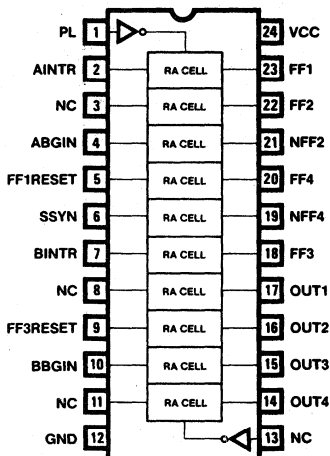 PL 1 24 VCC
AINTR 2 RA CELL 23 FF1
NC 3 RA CELL 22 FF2
ABGIN 4 RA CELL 21 NFF2
FF1RESET 5 RA CELL 20 FF4
SSYN 6 RA CELL 19 NFF4
BINTR 7 RA CELL 18 FF3
NC 8 RA CELL 17 OUT1
FF3RESET 9 RA CELL 16 OUT2
BBGIN 10 RA CELL 15 OUT3
NC 11 RA CELL 14 OUT4
GND 12 13 NC